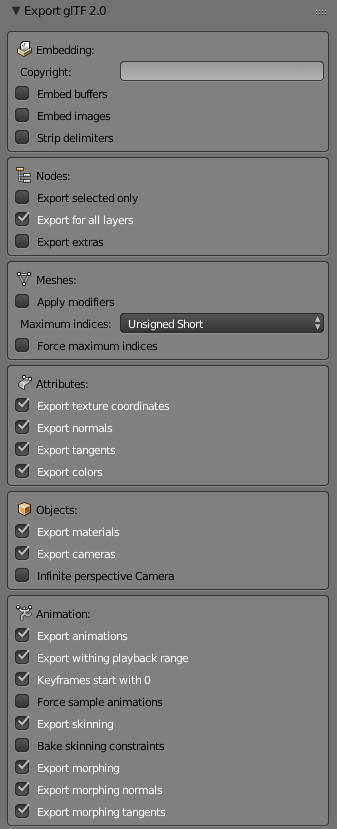 Export glTF 2.0
Embedding:
Copyright:
Embed buffers
Embed images
Strip delimiters
Nodes:
Export selected only
Export for all layers
Export extras
Meshes:
Apply modifiers
Maximum indices: Unsigned Short
Force maximum indices
Attributes:
Export texture coordinates
Export normals
Export tangents
Export colors
Objects:
Export materials
Export cameras
Infinite perspective Camera
Animation:
Export animations
Export withing playback range
Keyframes start with 0
Force sample animations
Export skinning
Bake skinning constraints
Export morphing
Export morphing normals
Export morphing tangents